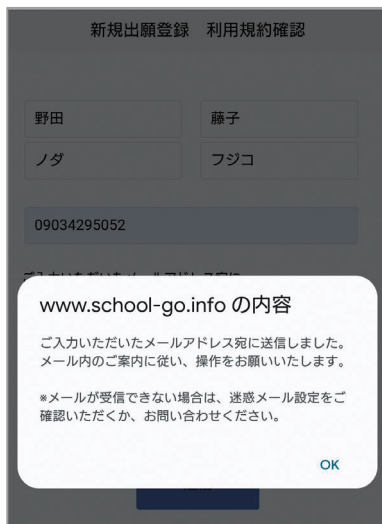 新規出願登録 利用規約確認
野田 藤子
ノダ フジコ
09034295052
www.school-go.info の内容
ご入力いただいたメールアドレス宛に送信しました。
メール内のご案内に従い、操作をお願いいたします。
*メールが受信できない場合は、迷惑メール設定をご
確認いただくか、お問い合わせください。
OK